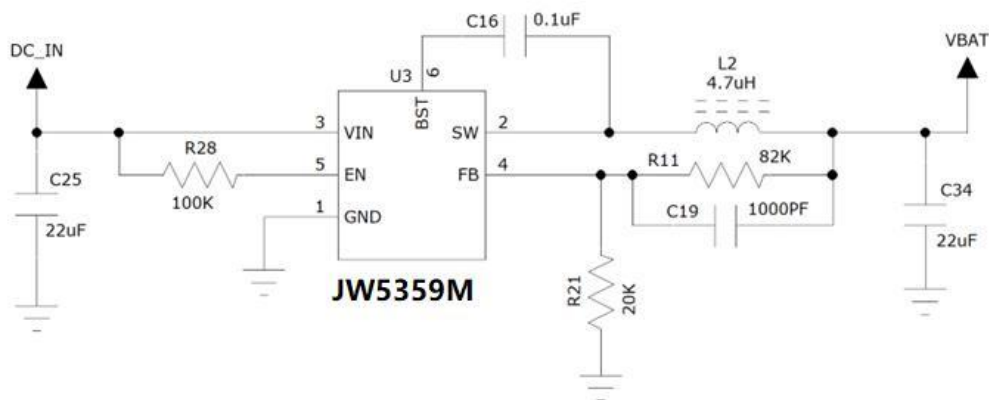 C16
0.1uF
DC_IN
VBAT
U3
6
L2
4.7uH
BST
3
VIN
SW
2
R28
5
EN
FB
4
R11
82K
C25
100K
1
GND
C19
1000PF
C34
22uF
22uF
JW5359M
R21
20K